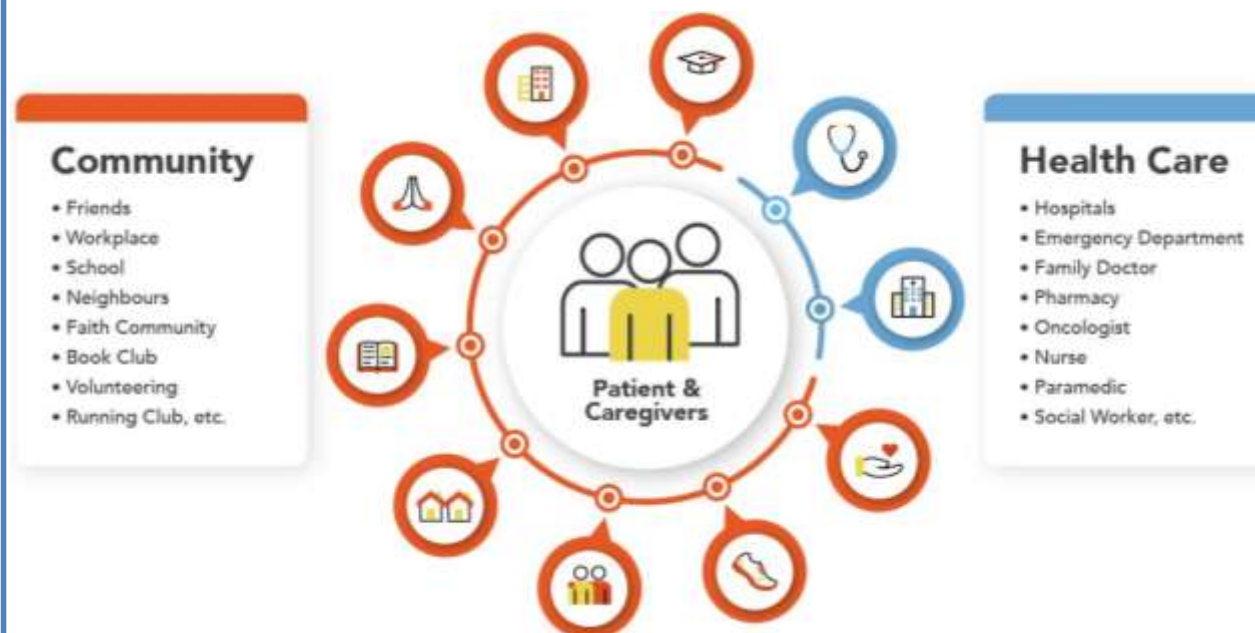 Community
• Friends
• Workplace
• School
• Neighbours
• Faith Community
• Book Club
• Volunteering
• Running Club, etc.
Patient &
Caregivers
Health Care
• Hospitals
• Emergency Department
• Family Doctor
• Pharmacy
• Oncologist
• Nurse
• Paramedic
• Social Worker, etc.